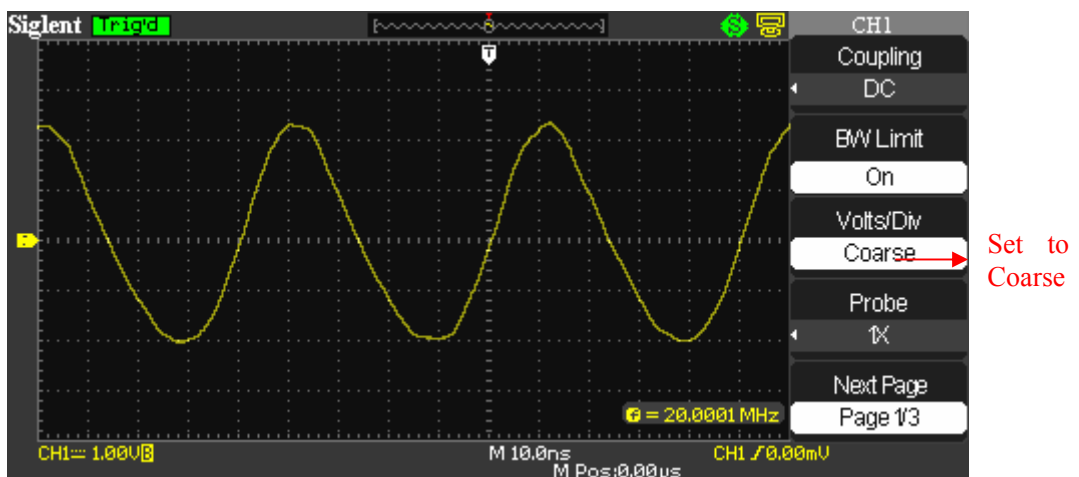 Siglent Trig'd CH1
Coupling
DC
BW Limit
On
Volts/Div
Coarse
Probe
1X
Next Page
Page 1/3
Set to
Coarse
T
f = 20.0001 MHz
CH1 1.00V B M 10.0ns CH1 0.00mV
M Pos:0.00µs